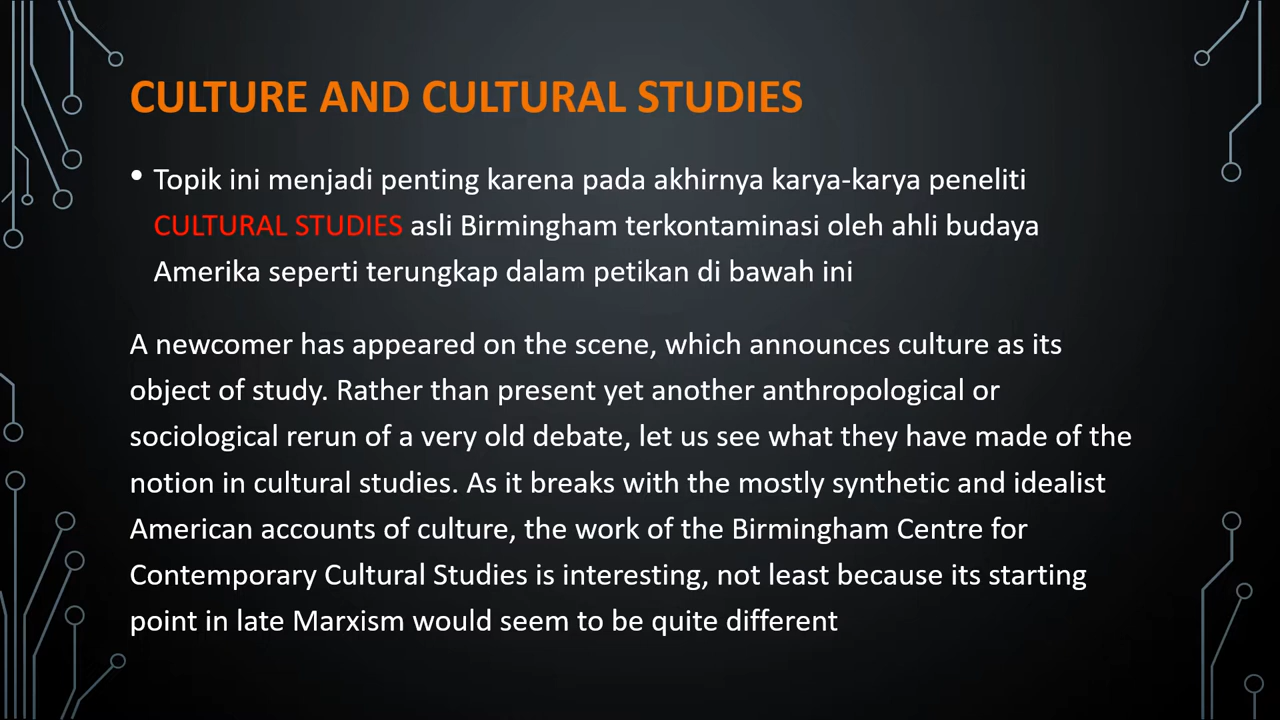 CULTURE AND CULTURAL STUDIES
• Topik ini menjadi penting karena pada akhirnya karya-karya peneliti
CULTURAL STUDIES asli Birmingham terkontaminasi oleh ahli budaya
Amerika seperti terungkap dalam petikan di bawah ini
A newcomer has appeared on the scene, which announces culture as its
object of study. Rather than present yet another anthropological or
sociological rerun of a very old debate, let us see what they have made of the
notion in cultural studies. As it breaks with the mostly synthetic and idealist
American accounts of culture, the work of the Birmingham Centre for
Contemporary Cultural Studies is interesting, not least because its starting
point in late Marxism would seem to be quite different